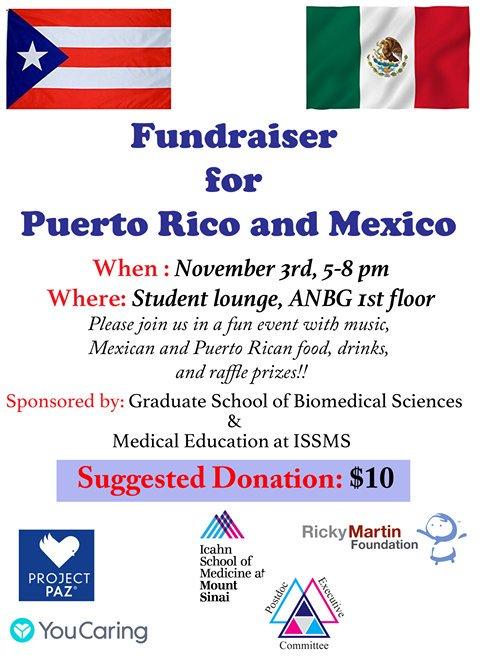 Fundraiser
for
Puerto Rico and Mexico
When : November 3rd, 5-8 pm
Where: Student lounge, ANBG 1st floor
Please join us in a fun event with music,
Mexican and Puerto Rican food, drinks,
and raffle prizes!!
Sponsored by: Graduate School of Biomedical Sciences
&
Medical Education at ISSMS
Suggested Donation: $10
PROJECT
PAZ®
YouCaring
Icahn
School of
Medicine at
Mount
Sinai
RickyMartin
Foundation
Postdoc
Executive
Committee